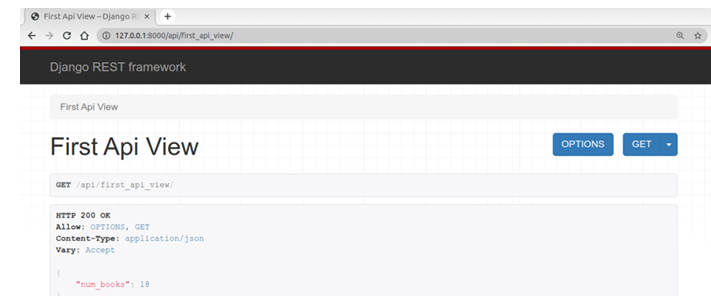 First Api View – Django RE
127.0.0.1:8000/api/first_api_view/
Django REST framework
First Api View
First Api View
OPTIONS
GET
GET /api/first_api_view/
HTTP 200 OK
Allow: OPTIONS, GET
Content-Type: application/json
Vary: Accept
{
"num_books": 18
}